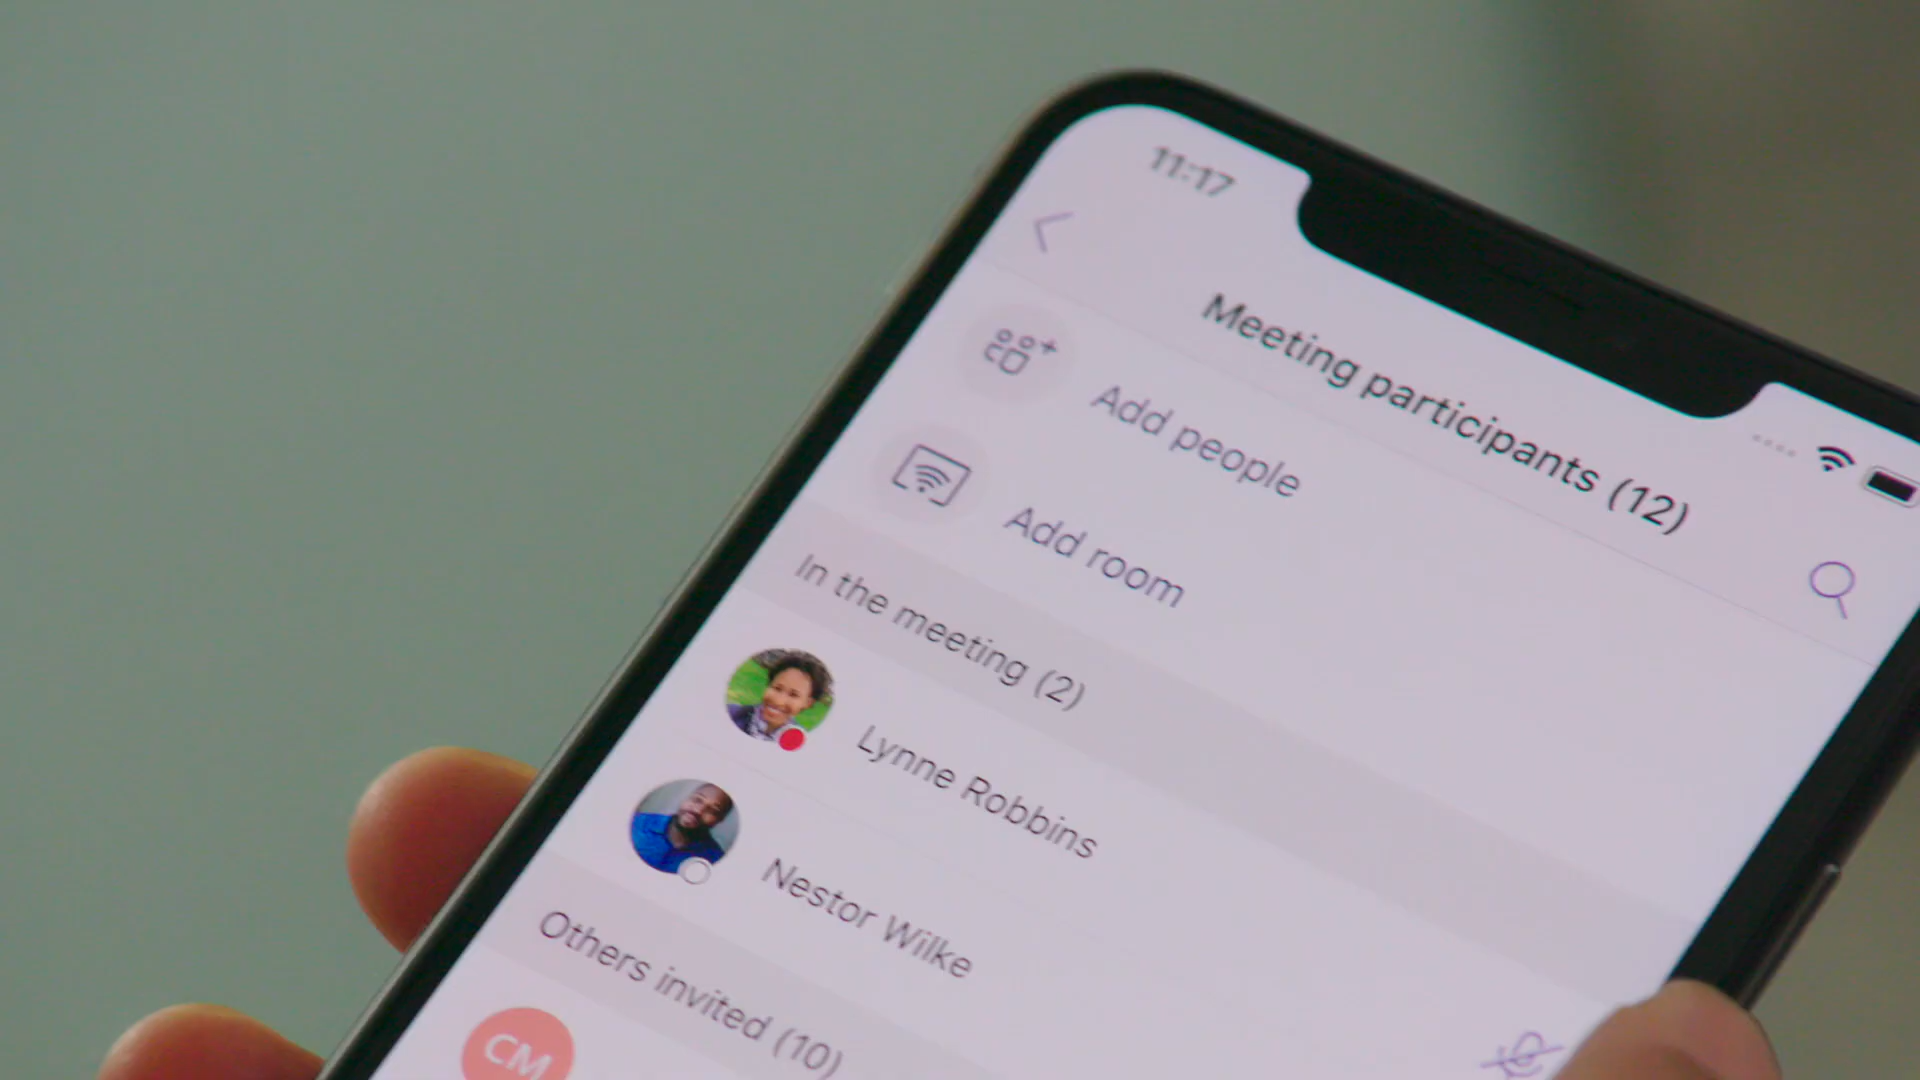 11:17
Meeting participants (12)
Add people
Add room
In the meeting (2)
Lynne Robbins
Nestor Wilke
Others invited (10)
CM